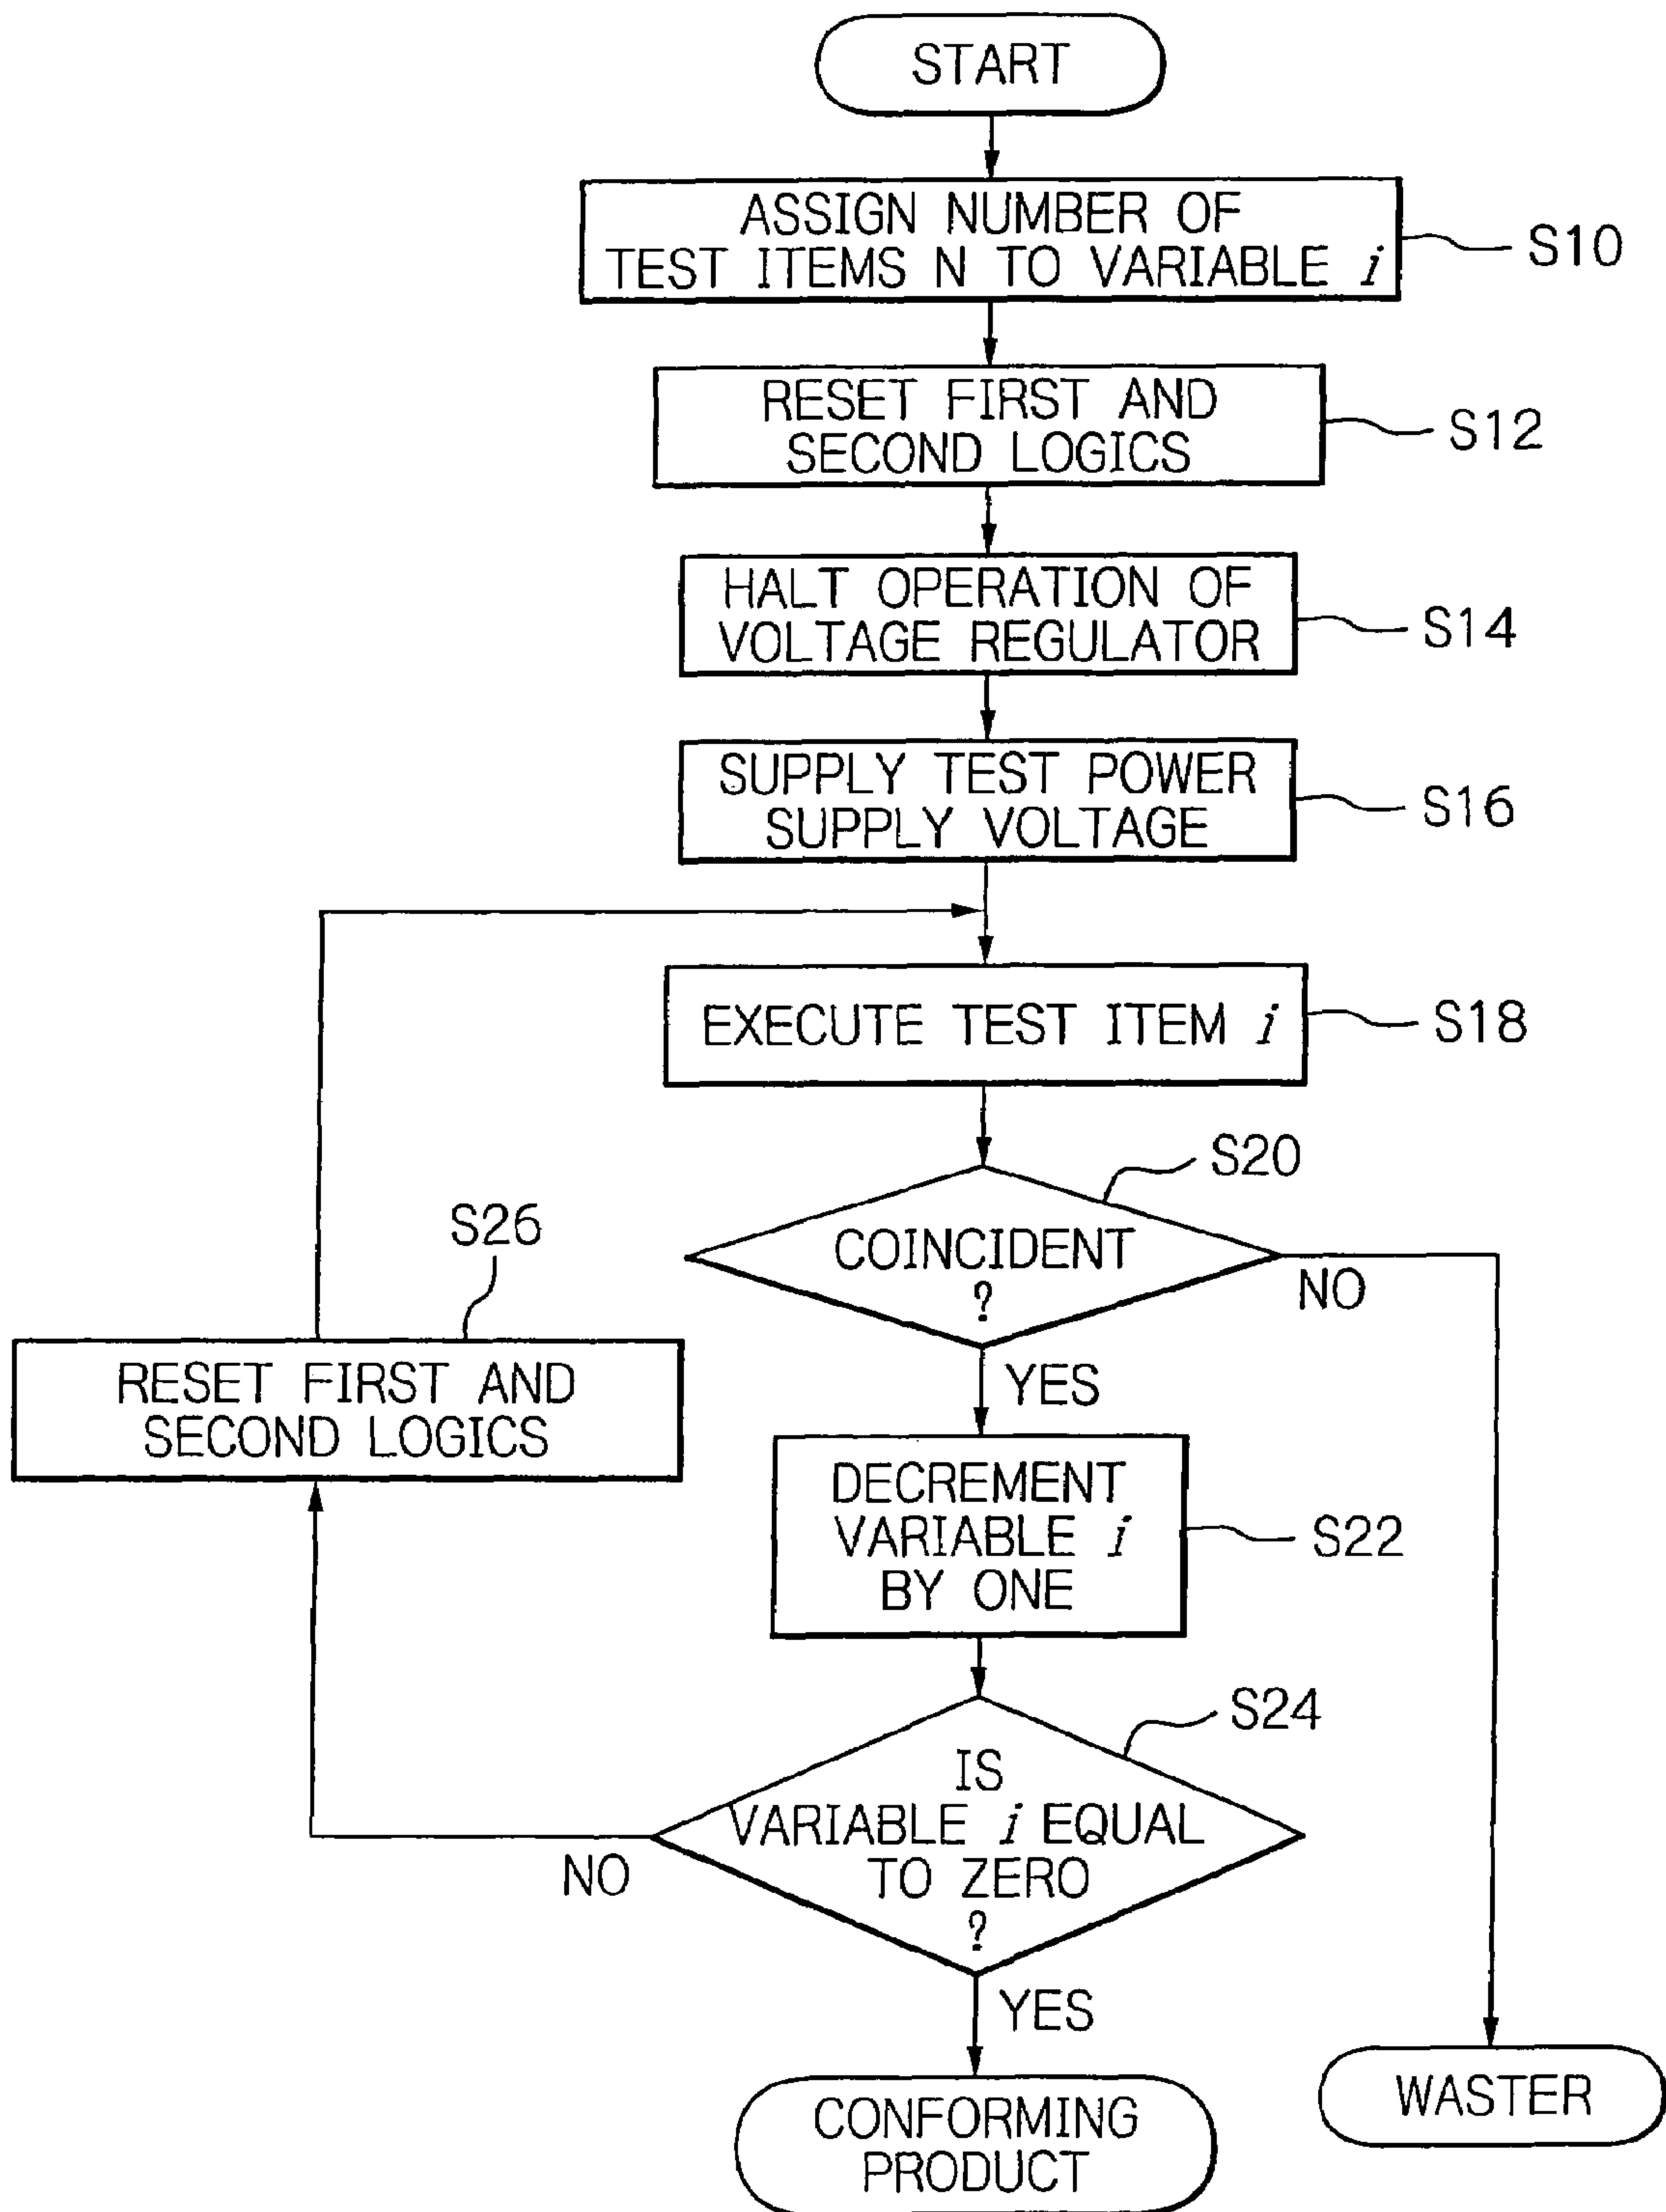 START
ASSIGN NUMBER OF
TEST ITEMS N TO VARIABLE i
S10
RESET FIRST AND
SECOND LOGICS
S12
HALT OPERATION OF
VOLTAGE REGULATOR
S14
SUPPLY TEST POWER
SUPPLY VOLTAGE
S16
EXECUTE TEST ITEM i
S18
S20
COINCIDENT
?
NO
YES
S26
RESET FIRST AND
SECOND LOGICS
DECREMENT
VARIABLE i
BY ONE
S22
S24
IS
VARIABLE i EQUAL
TO ZERO
?
NO
YES
CONFORMING
PRODUCT
WASTER